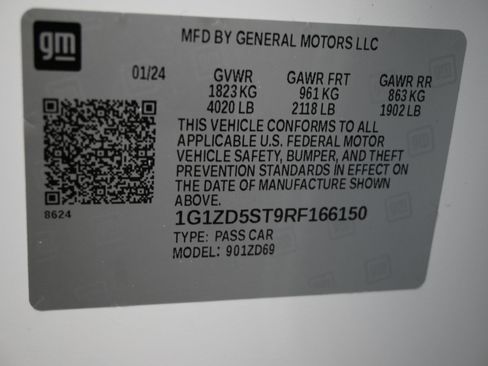 gm
MFD BY GENERAL MOTORS LLC
01/24 GVWR GAWR FRT GAWR RR
1823 KG 961 KG 863 KG
4020 LB 2118 LB 1902 LB
THIS VEHICLE CONFORMS TO ALL
APPLICABLE U.S. FEDERAL MOTOR
VEHICLE SAFETY, BUMPER, AND THEFT
PREVENTION STANDARDS IN EFFECT ON
THE DATE OF MANUFACTURE SHOWN
ABOVE.
8624
1G1ZD5ST9RF166150
TYPE: PASS CAR
MODEL: 901ZD69